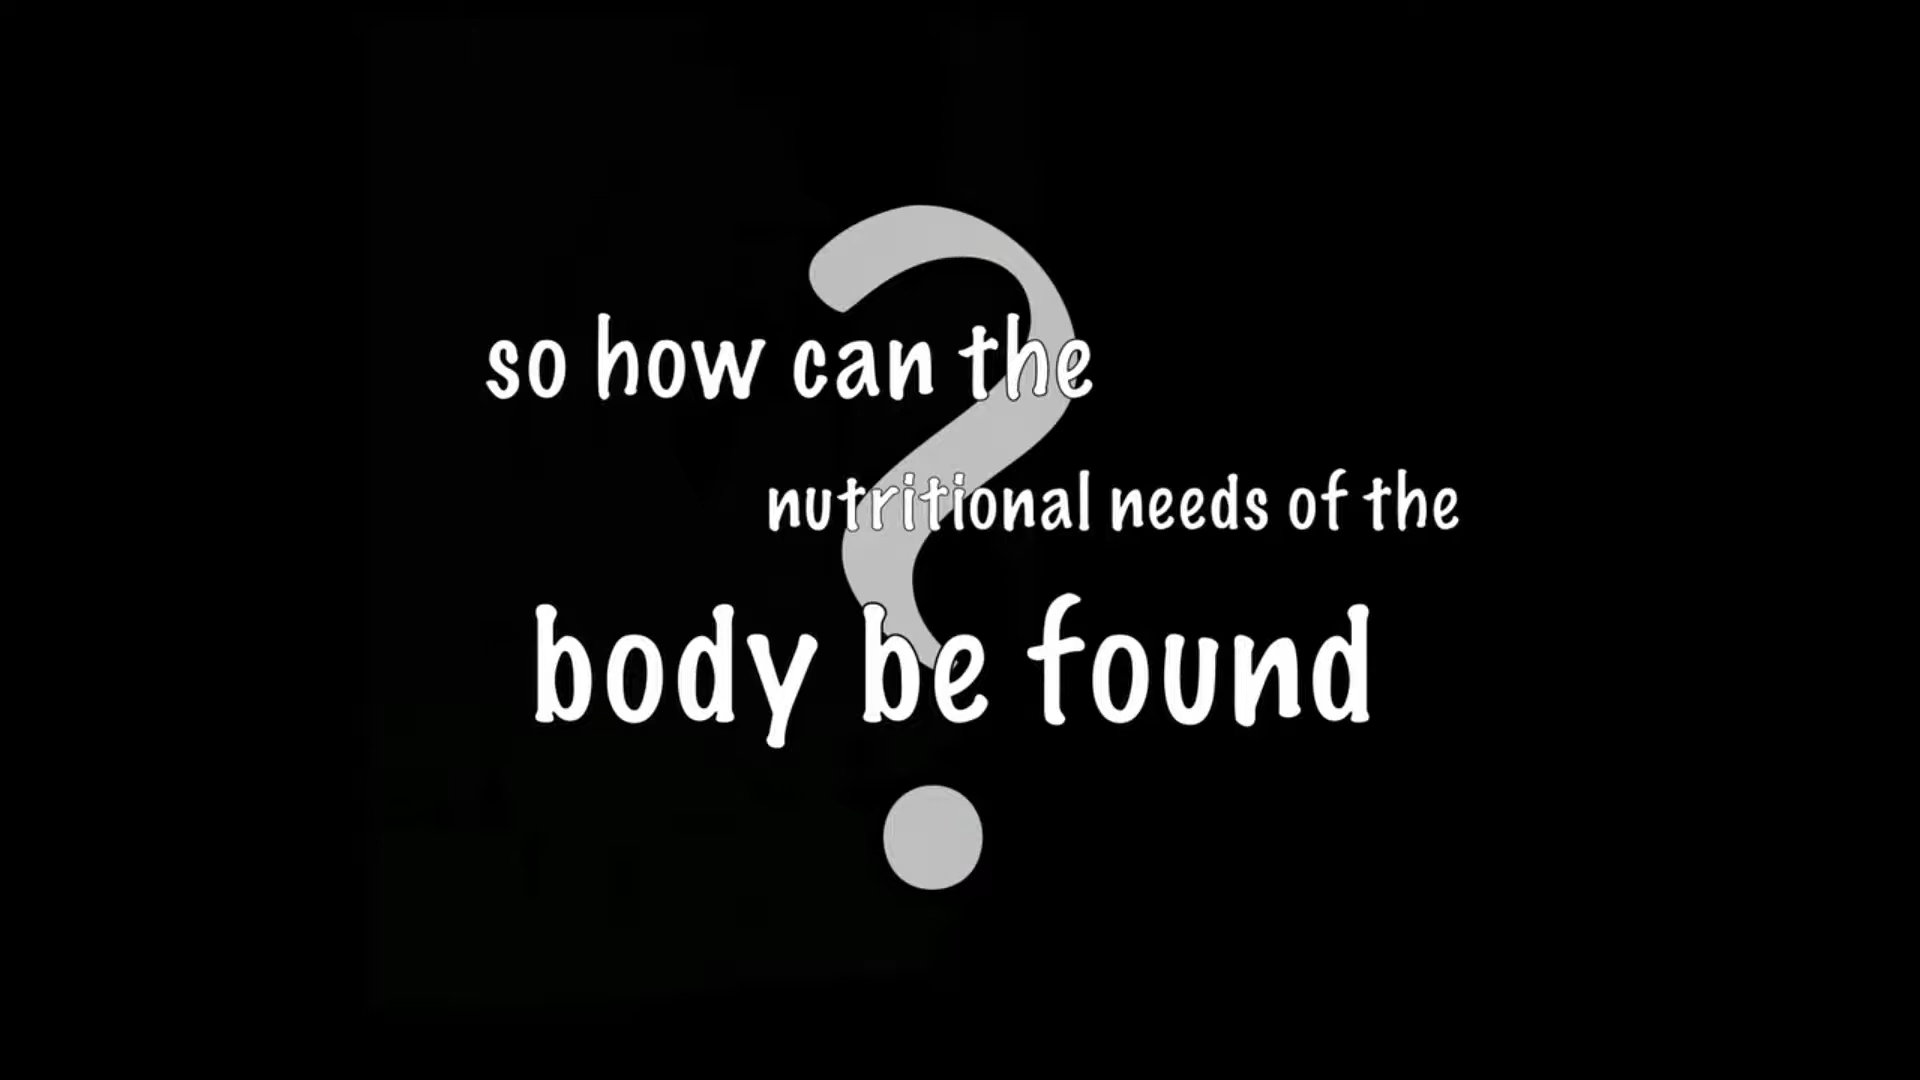 so how can the
nutritional needs of the
body be found
?